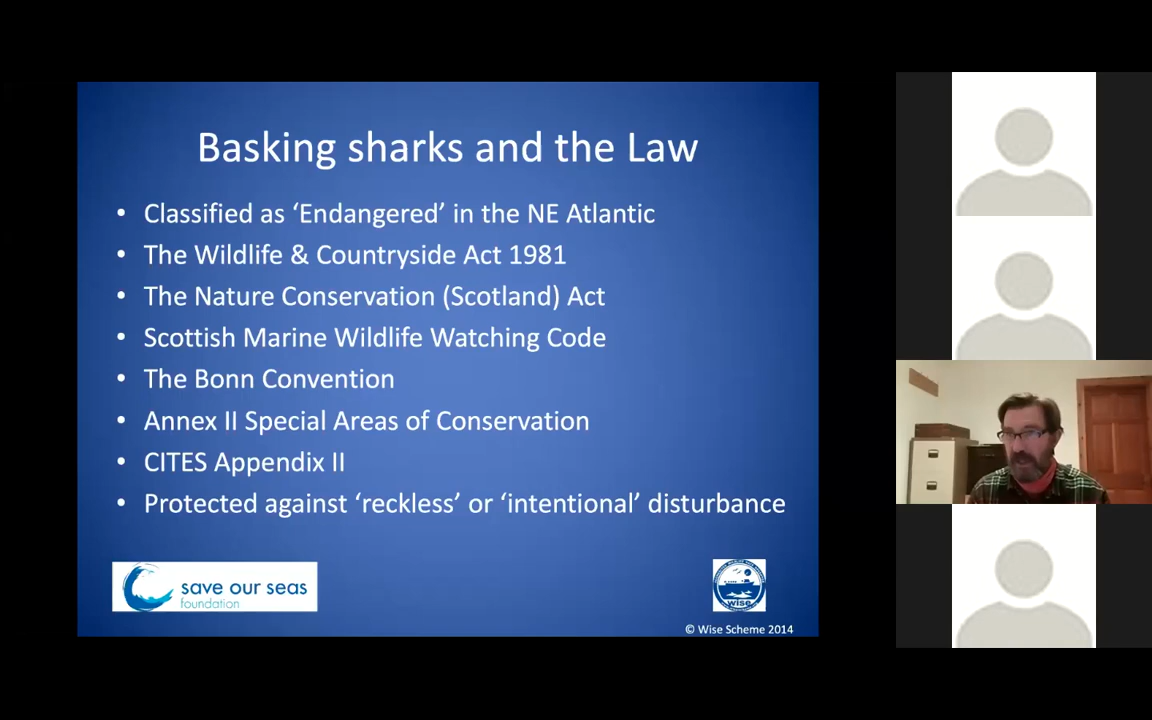 Basking sharks and the Law
• Classified as ‘Endangered’ in the NE Atlantic
• The Wildlife & Countryside Act 1981
• The Nature Conservation (Scotland) Act
• Scottish Marine Wildlife Watching Code
• The Bonn Convention
• Annex II Special Areas of Conservation
• CITES Appendix II
• Protected against ‘reckless’ or ‘intentional’ disturbance
save our seas
foundation
wise
© Wise Scheme 2014